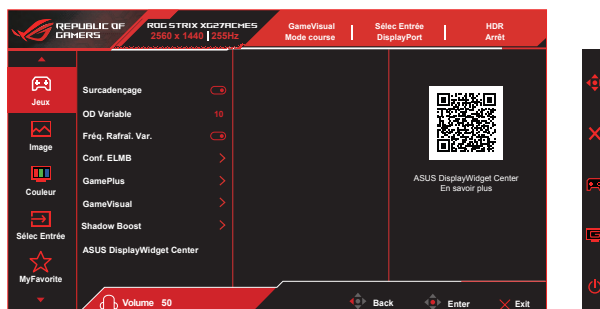 REPUBLIC OF
GAMERS
ROG STRIX XG27ACMES
2560 x 1440 255Hz
GameVisual
Mode course
Sélec Entrée
DisplayPort
HDR
Arrêt
Jeux
Image
Couleur
Sélec Entrée
MyFavorite
Surcadençage
OD Variable 10
Fréq. Rafraî. Var.
Conf. ELMB
GamePlus
GameVisual
Shadow Boost
ASUS DisplayWidget Center
ASUS DisplayWidget Center
En savoir plus
Volume 50
Back
Enter
Exit